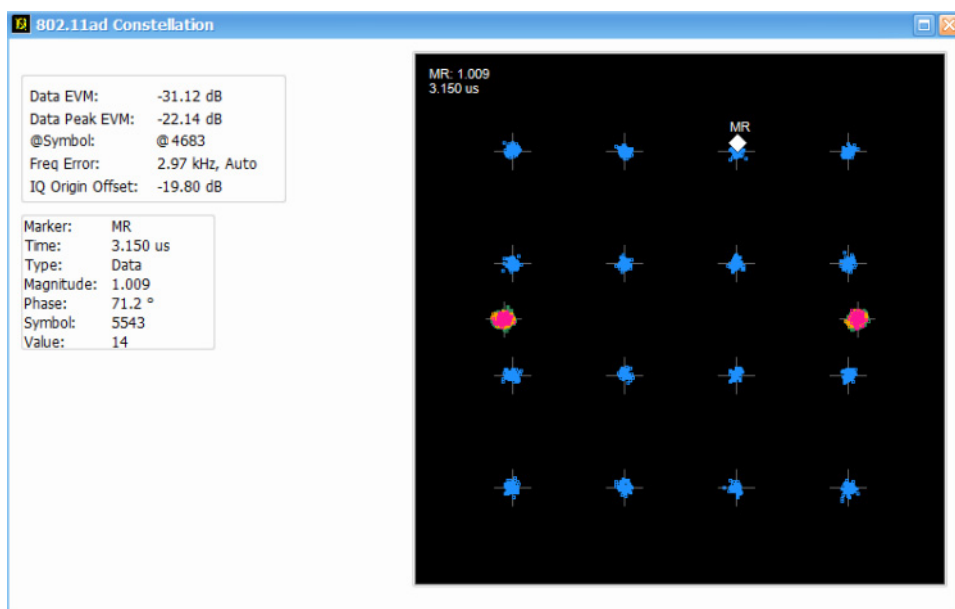 802.11ad Constellation
Data EVM: -31.12 dB
Data Peak EVM: -22.14 dB
@Symbol: @4683
Freq Error: 2.97 kHz, Auto
IQ Origin Offset: -19.80 dB
Marker: MR
Time: 3.150 us
Type: Data
Magnitude: 1.009
Phase: 71.2 °
Symbol: 5543
Value: 14
MR: 1.009
3.150 us
MR